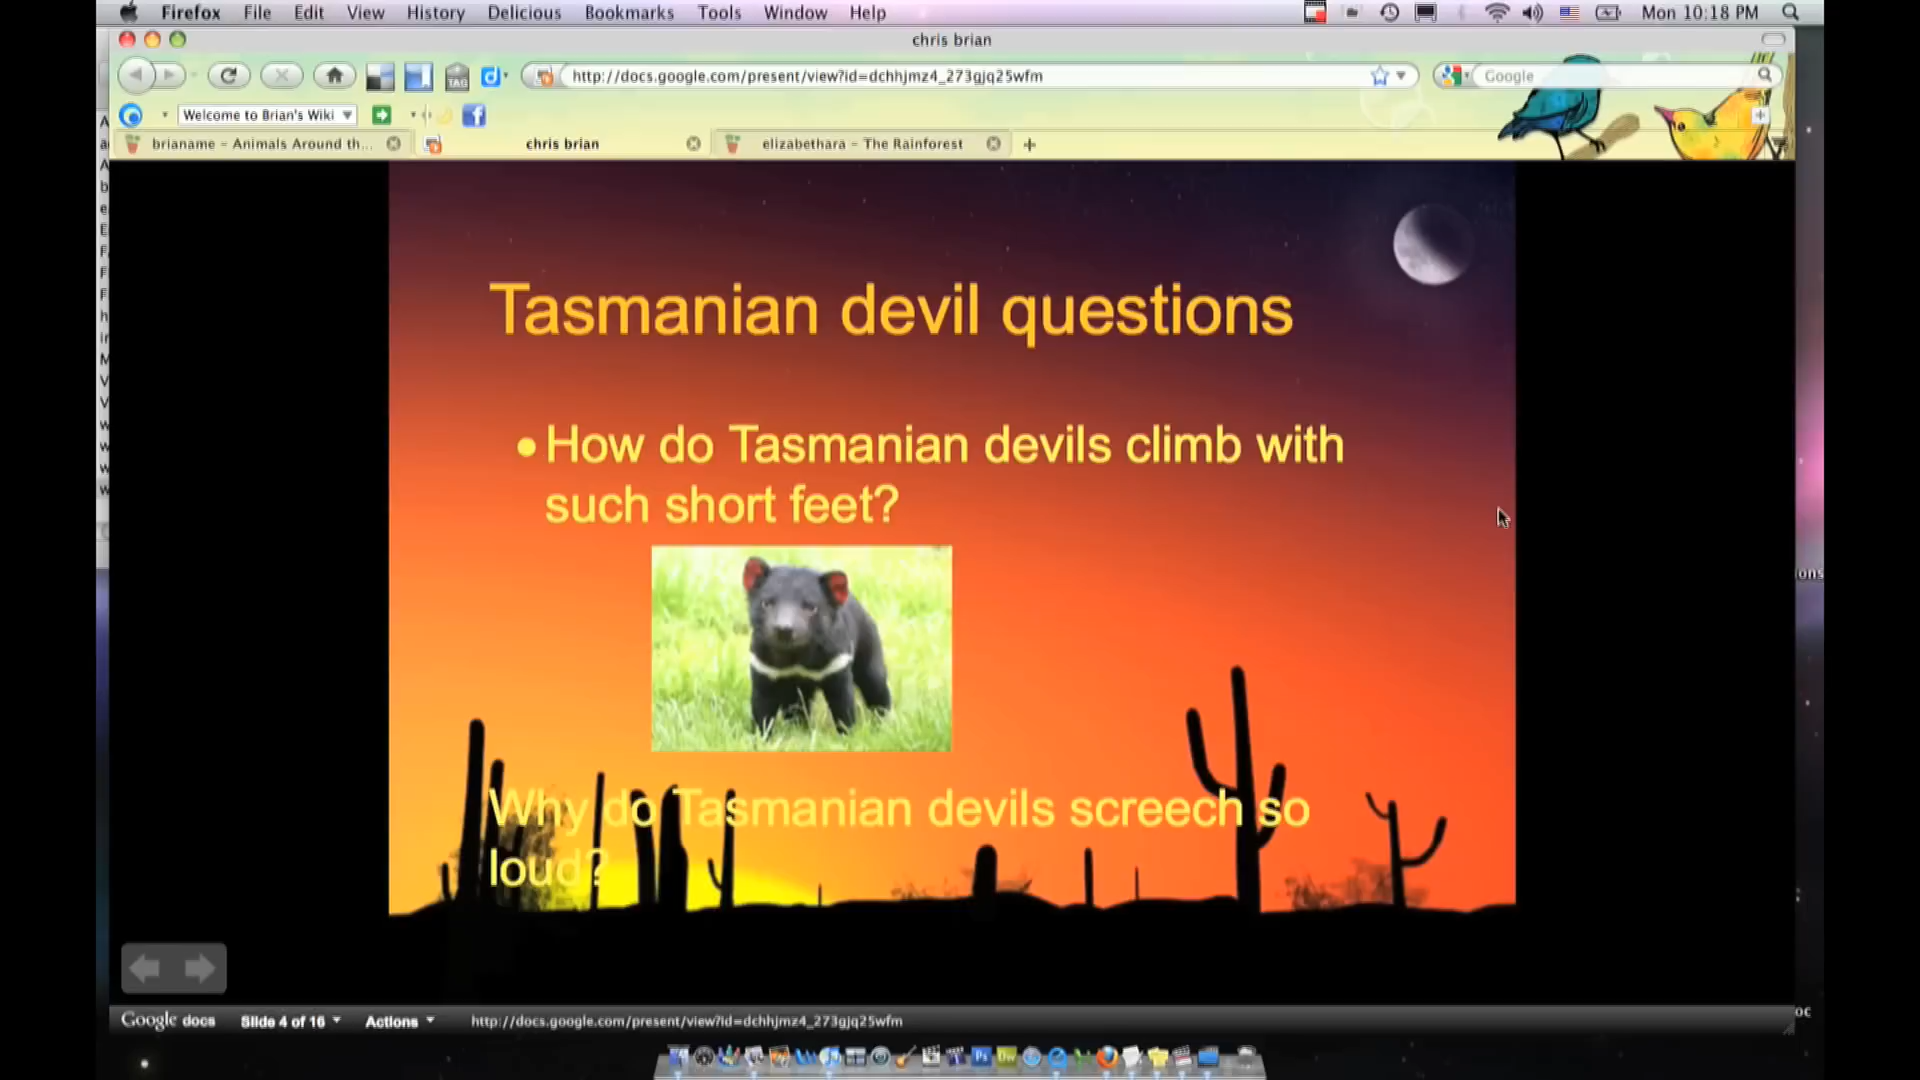 Firefox File Edit View History Delicious Bookmarks Tools Window Help Mon 10:18 PM
chris brian
http://docs.google.com/present/view?id=dchhjmz4_273gjq25wfm Google
Welcome to Brian's Wiki
brianame - Animals Around th... chris brian elizabethara - The Rainforest
Tasmanian devil questions
•How do Tasmanian devils climb with
such short feet?
Why do Tasmanian devils screech so
loud?
Google docs Slide 4 of 16 Actions http://docs.google.com/present/view?id=dchhjmz4_273gjq25wfm